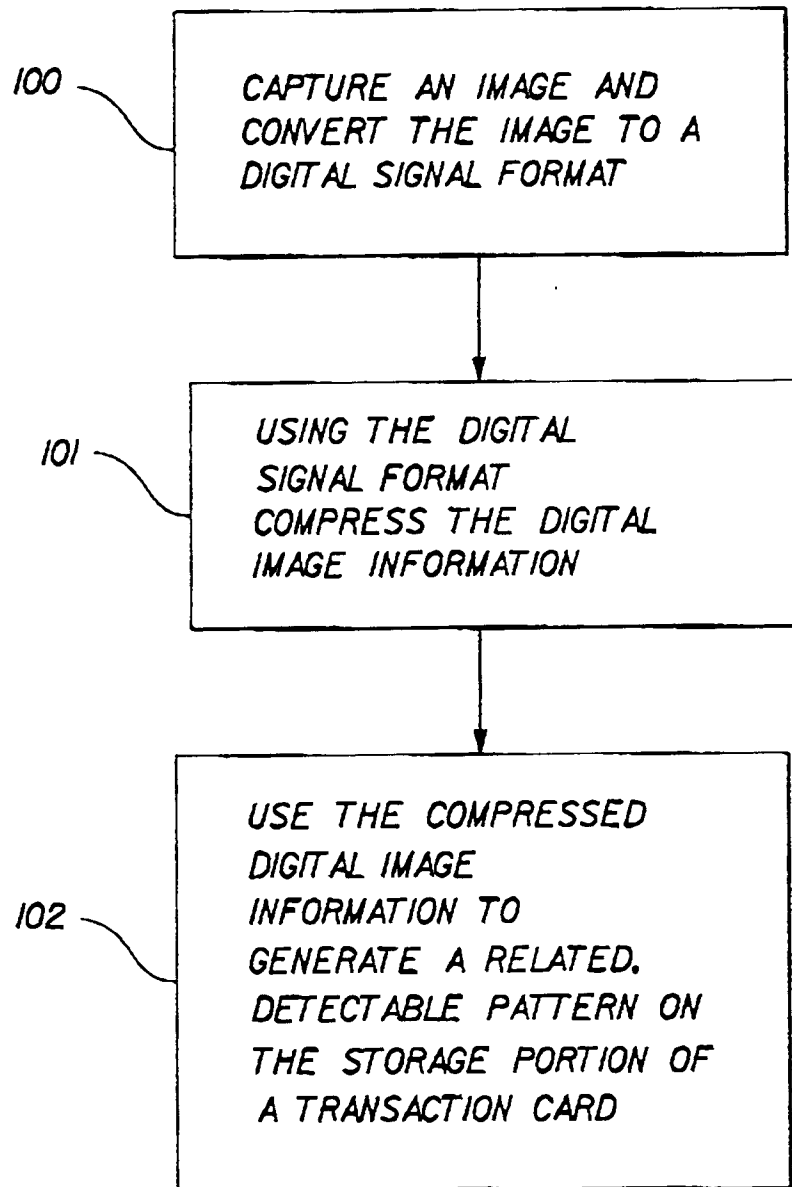 100
CAPTURE AN IMAGE AND
CONVERT THE IMAGE TO A
DIGITAL SIGNAL FORMAT
101
USING THE DIGITAL
SIGNAL FORMAT
COMPRESS THE DIGITAL
IMAGE INFORMATION
102
USE THE COMPRESSED
DIGITAL IMAGE
INFORMATION TO
GENERATE A RELATED.
DETECTABLE PATTERN ON
THE STORAGE PORTION OF
A TRANSACTION CARD